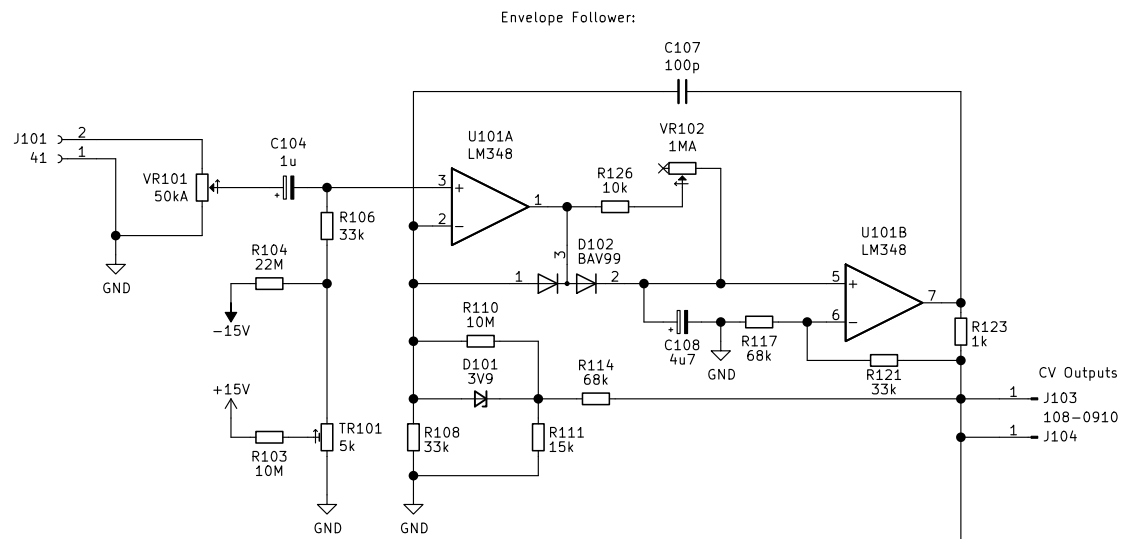 Envelope Follower:
C107
100p
J101
2
41
1
VR101
50kA
C104
1u
+
U101A
LM348
3
+
2
−
1
R126
10k
VR102
1MA
R106
33k
R104
22M
GND
−15V
3
D102
BAV99
1
2
U101B
LM348
5
+
6
−
7
R110
10M
+
C108
4u7
GND
R117
68k
R123
1k
R121
33k
D101
3V9
R114
68k
+15V
R103
10M
TR101
5k
R108
33k
R111
15k
CV Outputs
1
J103
108-0910
1
J104
GND
GND